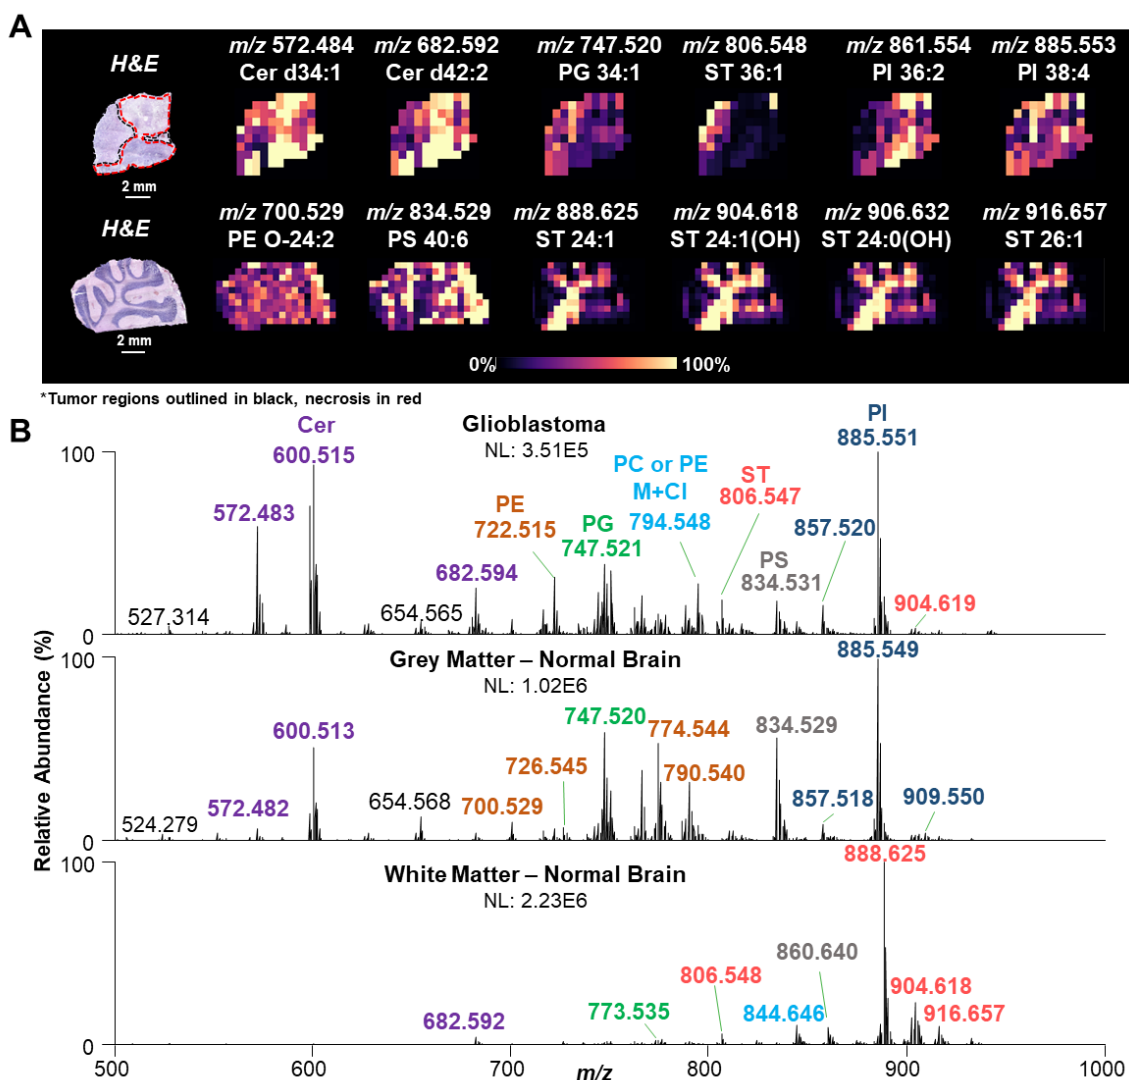 A
H&E
m/z 572.484
Cer d34:1
m/z 682.592
Cer d42:2
m/z 747.520
PG 34:1
m/z 806.548
ST 36:1
m/z 861.554
PI 36:2
m/z 885.553
PI 38:4
2 mm
H&E
m/z 700.529
PE O-24:2
m/z 834.529
PS 40:6
m/z 888.625
ST 24:1
m/z 904.618
ST 24:1(OH)
m/z 906.632
ST 24:0(OH)
m/z 916.657
ST 26:1
2 mm
0%
100%
*Tumor regions outlined in black, necrosis in red
B
Relative Abundance (%)
Glioblastoma
NL: 3.51E5
100
0
527.314
572.483
Cer
600.515
654.565
682.594
PE
722.515
PG
747.521
PC or PE
M+Cl
794.548
ST
806.547
PS
834.531
857.520
PI
885.551
904.619
Grey Matter – Normal Brain
NL: 1.02E6
100
0
524.279
572.482
600.513
654.568
700.529
726.545
747.520
774.544
790.540
834.529
857.518
885.549
909.550
White Matter – Normal Brain
NL: 2.23E6
100
0
682.592
773.535
806.548
844.646
860.640
888.625
904.618
916.657
500
600
700
800
900
1000
m/z